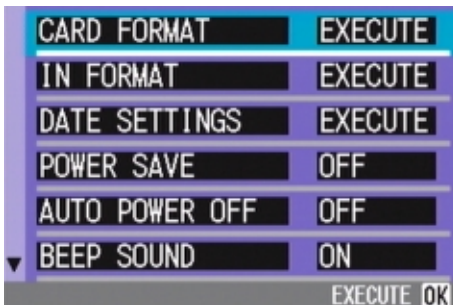 CARD FORMAT EXECUTE
IN FORMAT EXECUTE
DATE SETTINGS EXECUTE
POWER SAVE OFF
AUTO POWER OFF OFF
BEEP SOUND ON
EXECUTE OK